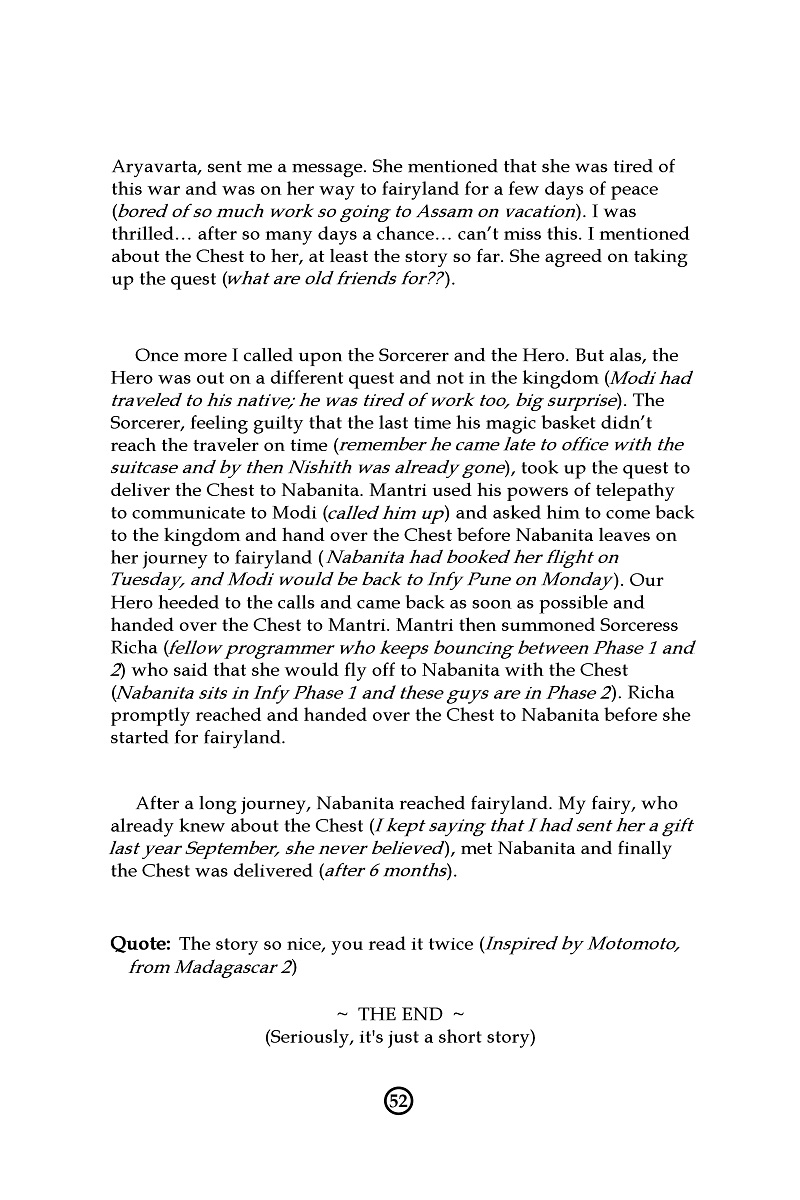 Aryavarta, sent me a message. She mentioned that she was tired of
this war and was on her way to fairyland for a few days of peace
(bored of so much work so going to Assam on vacation). I was
thrilled… after so many days a chance… can’t miss this. I mentioned
about the Chest to her, at least the story so far. She agreed on taking
up the quest (what are old friends for??).
Once more I called upon the Sorcerer and the Hero. But alas, the
Hero was out on a different quest and not in the kingdom (Modi had
traveled to his native; he was tired of work too, big surprise). The
Sorcerer, feeling guilty that the last time his magic basket didn’t
reach the traveler on time (remember he came late to office with the
suitcase and by then Nishith was already gone), took up the quest to
deliver the Chest to Nabanita. Mantri used his powers of telepathy
to communicate to Modi (called him up) and asked him to come back
to the kingdom and hand over the Chest before Nabanita leaves on
her journey to fairyland (Nabanita had booked her flight on
Tuesday, and Modi would be back to Infy Pune on Monday). Our
Hero heeded to the calls and came back as soon as possible and
handed over the Chest to Mantri. Mantri then summoned Sorceress
Richa (fellow programmer who keeps bouncing between Phase 1 and
2) who said that she would fly off to Nabanita with the Chest
(Nabanita sits in Infy Phase 1 and these guys are in Phase 2). Richa
promptly reached and handed over the Chest to Nabanita before she
started for fairyland.
After a long journey, Nabanita reached fairyland. My fairy, who
already knew about the Chest (I kept saying that I had sent her a gift
last year September, she never believed), met Nabanita and finally
the Chest was delivered (after 6 months).
Quote: The story so nice, you read it twice (Inspired by Motomoto,
from Madagascar 2)
~ THE END ~
(Seriously, it's just a short story)
52